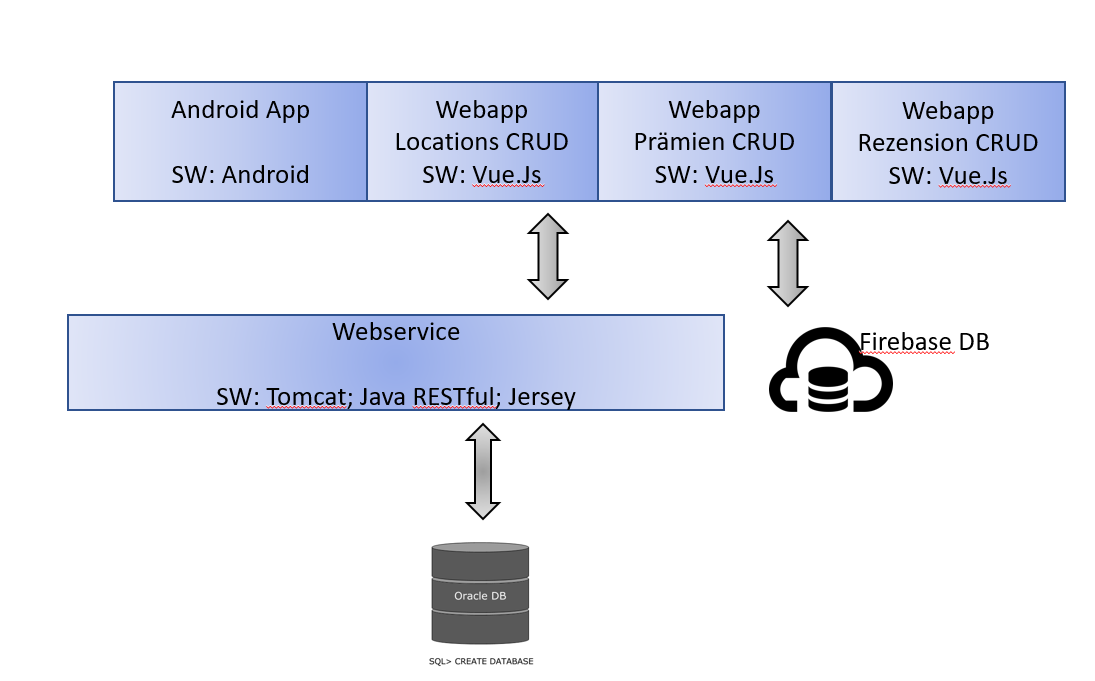 Android App
SW: Android
Webapp
Locations CRUD
SW: Vue.Js
Webapp
Prämien CRUD
SW: Vue.Js
Webapp
Rezension CRUD
SW: Vue.Js
Webservice
SW: Tomcat; Java RESTful; Jersey
Firebase DB
Oracle DB
SQL> CREATE DATABASE